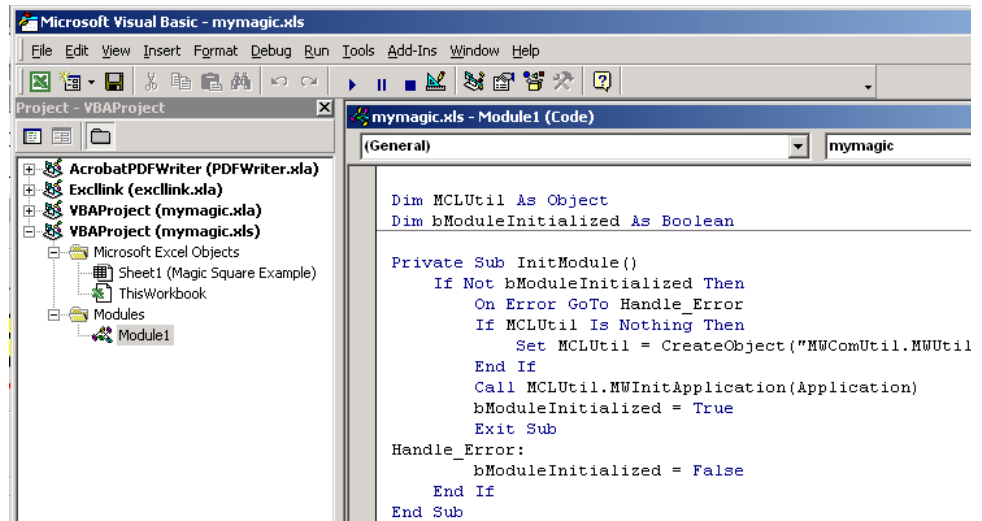 Microsoft Visual Basic - mymagic.xls
File Edit View Insert Format Debug Run Tools Add-Ins Window Help
Project - VBAProject
mymagic.xls - Module1 (Code)
(General)
mymagic
AcrobatPDFWriter (PDFWriter.xla)
Excllink (excllink.xla)
VBAProject (mymagic.xla)
VBAProject (mymagic.xls)
Microsoft Excel Objects
Sheet1 (Magic Square Example)
ThisWorkbook
Modules
Module1
Dim MCLUtil As Object
Dim bModuleInitialized As Boolean
Private Sub InitModule()
If Not bModuleInitialized Then
On Error GoTo Handle_Error
If MCLUtil Is Nothing Then
Set MCLUtil = CreateObject("MWComUtil.MWUtil
End If
Call MCLUtil.MWInitApplication(Application)
bModuleInitialized = True
Exit Sub
Handle_Error:
bModuleInitialized = False
End If
End Sub